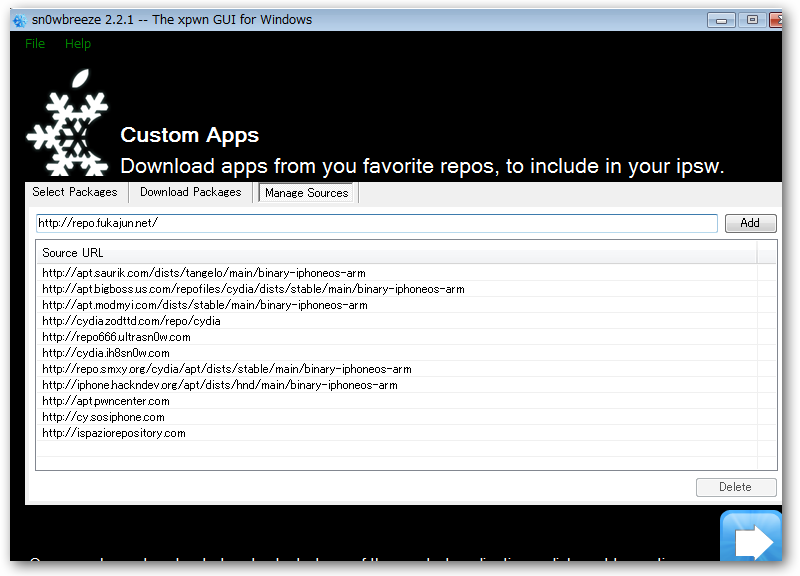 sn0wbreeze 2.2.1 -- The xpwn GUI for Windows
File Help
Custom Apps
Download apps from you favorite repos, to include in your ipsw.
Select Packages Download Packages Manage Sources
http://repo.fukajun.net/ Add
Source URL
http://apt.saurik.com/dists/tangelo/main/binary-iphoneos-arm
http://apt.bigboss.us.com/repofiles/cydia/dists/stable/main/binary-iphoneos-arm
http://apt.modmyi.com/dists/stable/main/binary-iphoneos-arm
http://cydia.zodttd.com/repo/cydia
http://repo666.ultrasn0w.com
http://cydia.ih8sn0w.com
http://repo.smxy.org/cydia/apt/dists/stable/main/binary-iphoneos-arm
http://iphone.hackndev.org/apt/dists/hnd/main/binary-iphoneos-arm
http://apt.pwncenter.com
http://cy.sosiphone.com
http://ispaziorepository.com
Delete